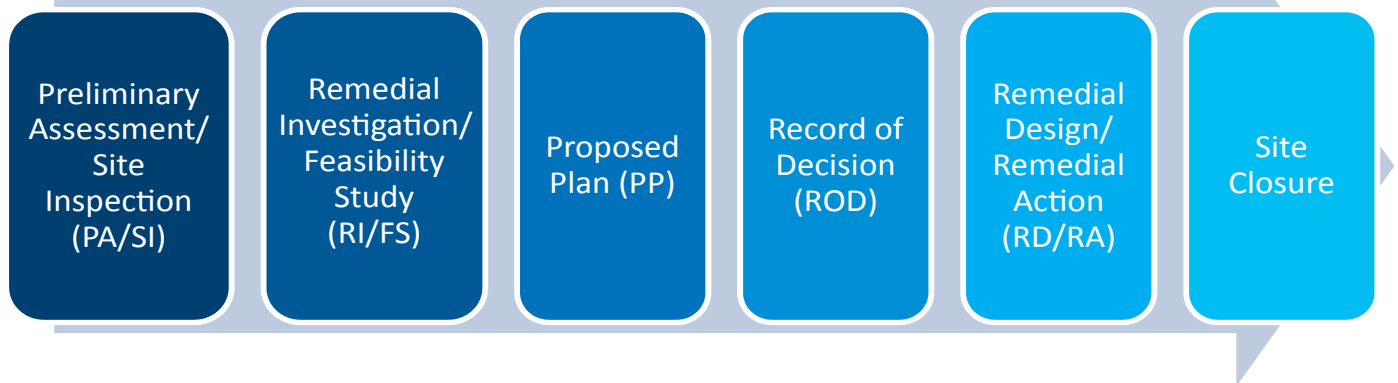 Preliminary
Assessment/
Site
Inspection
(PA/SI)
Remedial
Investigation/
Feasibility
Study
(RI/FS)
Proposed
Plan (PP)
Record of
Decision
(ROD)
Remedial
Design/
Remedial
Action
(RD/RA)
Site
Closure